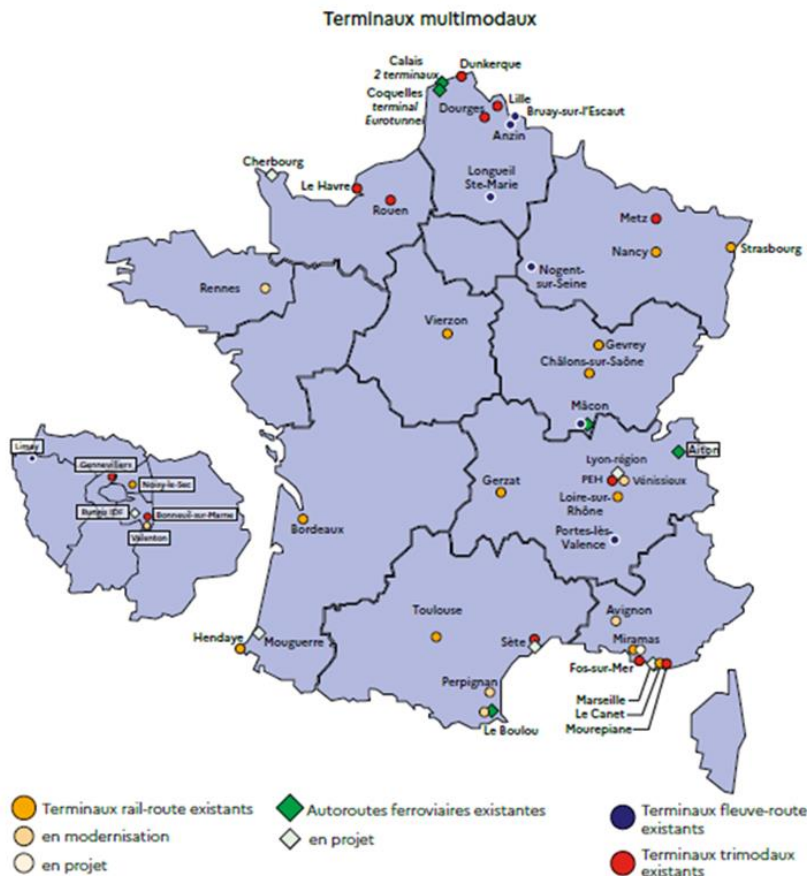 Terminaux multimodaux
Calais
2 terminaux
Dunkerque
Coquelles
terminal
Eurotunnel
Lille
Dourges
Bruay-sur-l'Escaut
Anzin
Cherbourg
Le Havre
Rouen
Longueil
Ste-Marie
Metz
Nancy
Strasbourg
Nogent-
sur-Seine
Rennes
Vierzon
Gevrey
Châlons-sur-Saône
Mâcon
Limay
Gennevilliers
Noisy-le-Sec
Rungis IDF
Bonneuil-sur-Marne
Valenton
Aiton
Lyon-région
PEH
Vénissieux
Gerzat
Loire-sur-
Rhône
Portes-lès-
Valence
Bordeaux
Hendaye
Mouguerre
Toulouse
Sète
Avignon
Miramas
Fos-sur-Mer
Perpignan
Le Boulou
Marseille
Le Canet
Mourepiane
Terminaux rail-route existants
en modernisation
en projet
Autoroutes ferroviaires existantes
en projet
Terminaux fleuve-route
existants
Terminaux trimodaux
existants